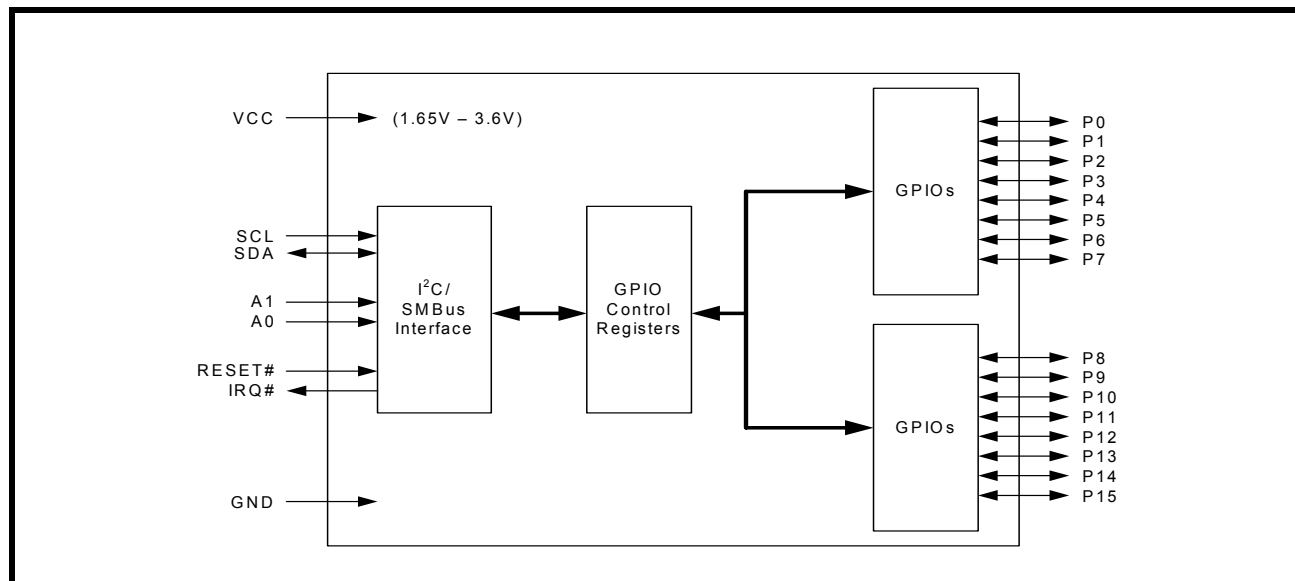 VCC
(1.65V – 3.6V)
SCL
SDA
A1
A0
RESET#
IRQ#
GND
I²C/
SMBus
Interface
GPIO
Control
Registers
GPIOs
P0
P1
P2
P3
P4
P5
P6
P7
GPIOs
P8
P9
P10
P11
P12
P13
P14
P15